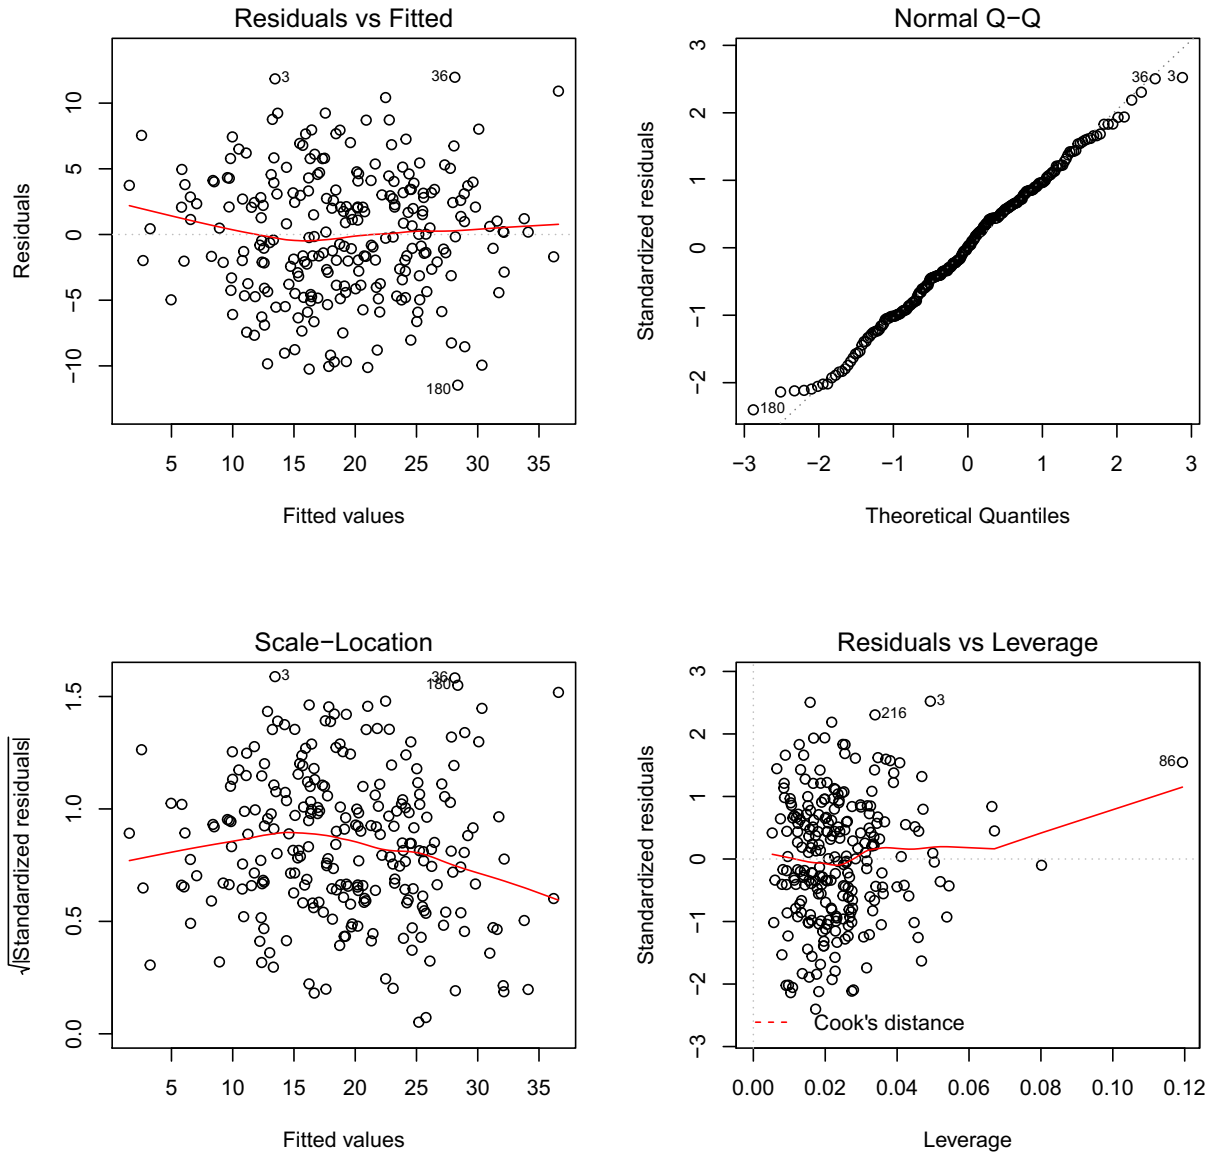 Residuals vs Fitted
Residuals
10
5
0
−5
−10
3
36
180
5 10 15 20 25 30 35
Fitted values
Normal Q−Q
Standardized residuals
3
2
1
0
−1
−2
36
3
180
−3 −2 −1 0 1 2 3
Theoretical Quantiles
Scale−Location
√|Standardized residuals|
1.5
1.0
0.5
0.0
3
36
180
5 10 15 20 25 30 35
Fitted values
Residuals vs Leverage
Standardized residuals
3
2
1
0
−1
−2
−3
3
216
86
Cook's distance
0.00 0.02 0.04 0.06 0.08 0.10 0.12
Leverage